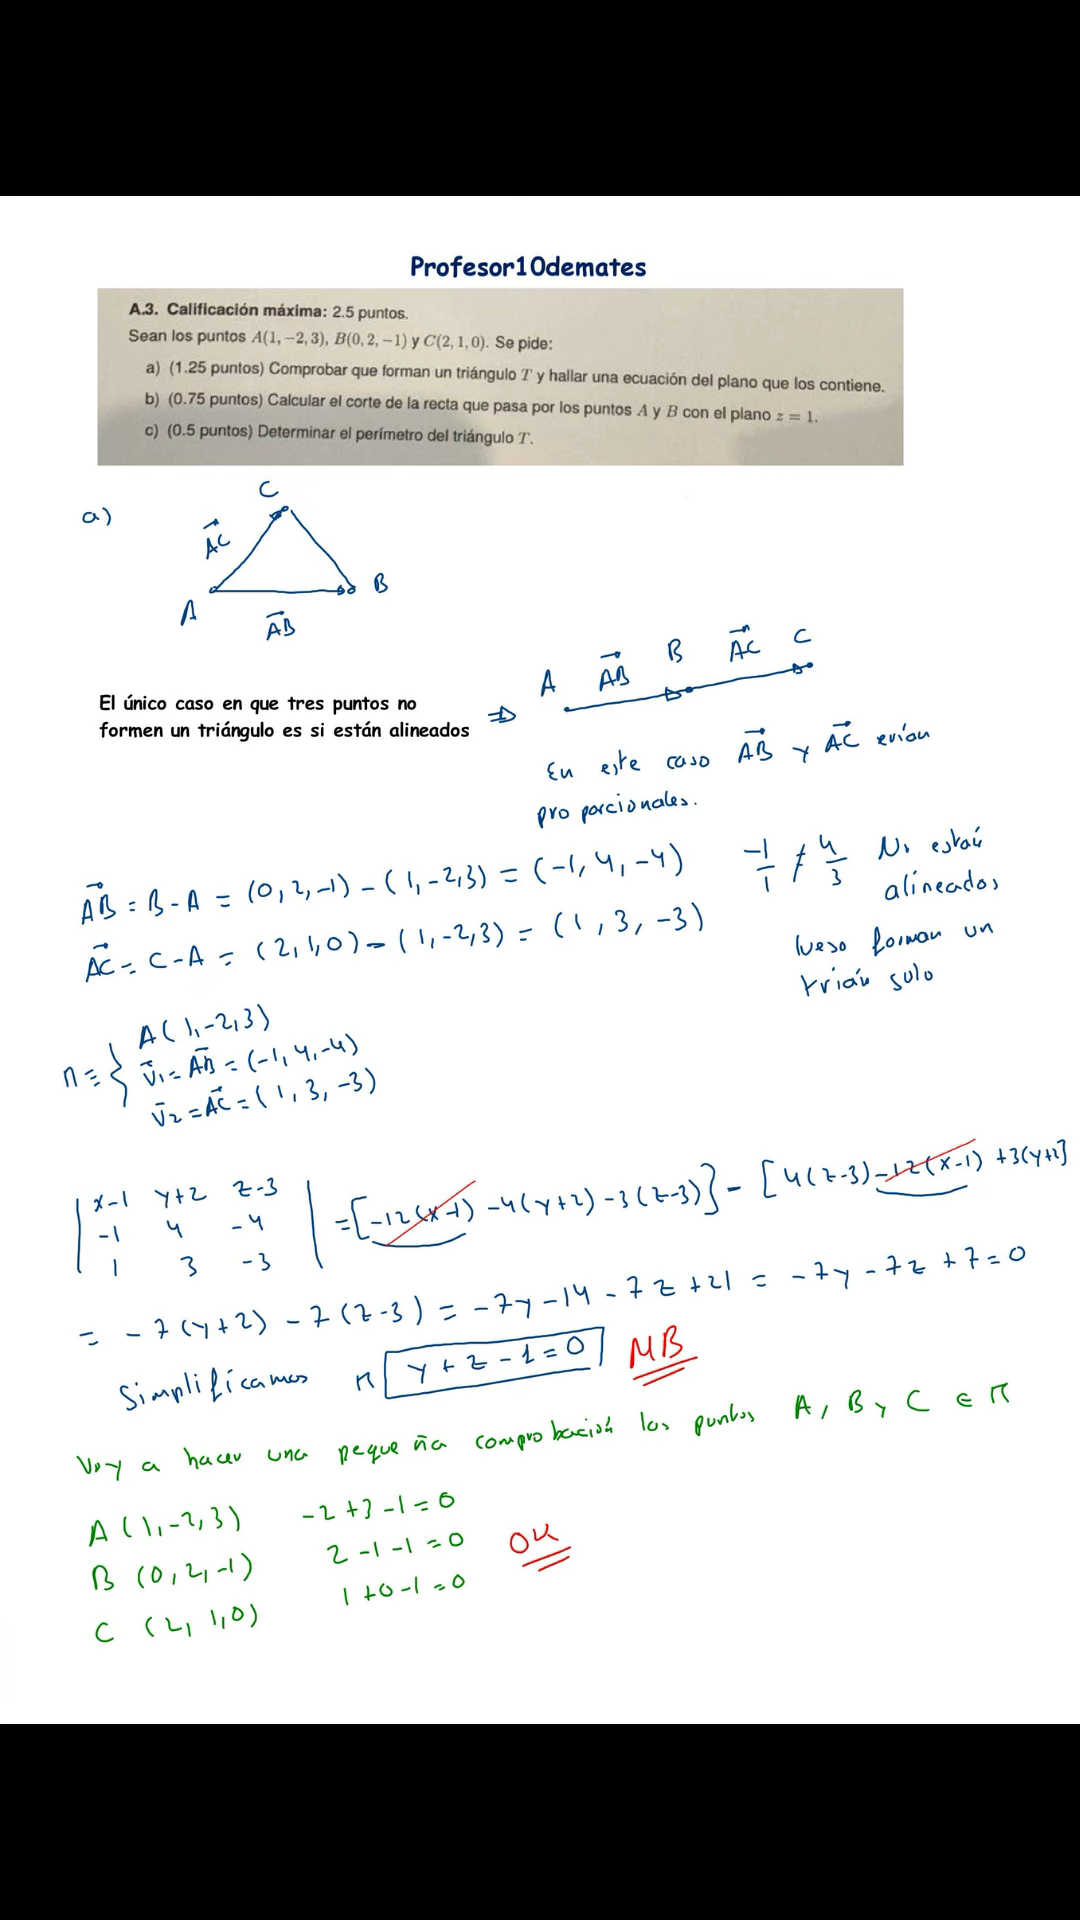 Profesor10demates
A.3. Calificación máxima: 2.5 puntos.
Sean los puntos A(1, −2, 3), B(0, 2, −1) y C(2, 1, 0). Se pide:
a) (1.25 puntos) Comprobar que forman un triángulo T y hallar una ecuación del plano que los contiene.
b) (0.75 puntos) Calcular el corte de la recta que pasa por los puntos A y B con el plano z = 1.
c) (0.5 puntos) Determinar el perímetro del triángulo T.
a)
C
AC
A
B
AB
A AB B AC C
El único caso en que tres puntos no
formen un triángulo es si están alineados
⇒
En este caso AB y AC
proporcionales.
AB = B - A = (0, 2, -1) - (1, -2, 3) = (-1, 4, -4)
-1/1 ≠ 4/3 No están
alineados
AC = C - A = (2, 1, 0) - (1, -2, 3) = (1, 3, -3)
luego forman un
triángulo
π ≡ { A(1, -2, 3)
v1 = AB = (-1, 4, -4)
v2 = AC = (1, 3, -3)
| x-1 y+2 z-3 |
| -1 4 -4 | = [-12(x-1) -4(y+2) -3(z-3)] - [4(z-3) -12(x-1) +3(y+2]
| 1 3 -3 |
= -7(y+2) -7(z-3) = -7y -14 -7z +21 = -7y -7z +7 = 0
Simplificamos π y + z - 1 = 0 MB
Voy a hacer una pequeña comprobación los puntos A, B y C ∈ π
A (1, -2, 3) -2 + 3 - 1 = 0
B (0, 2, -1) 2 - 1 - 1 = 0 OK
C (2, 1, 0) 1 + 0 - 1 = 0